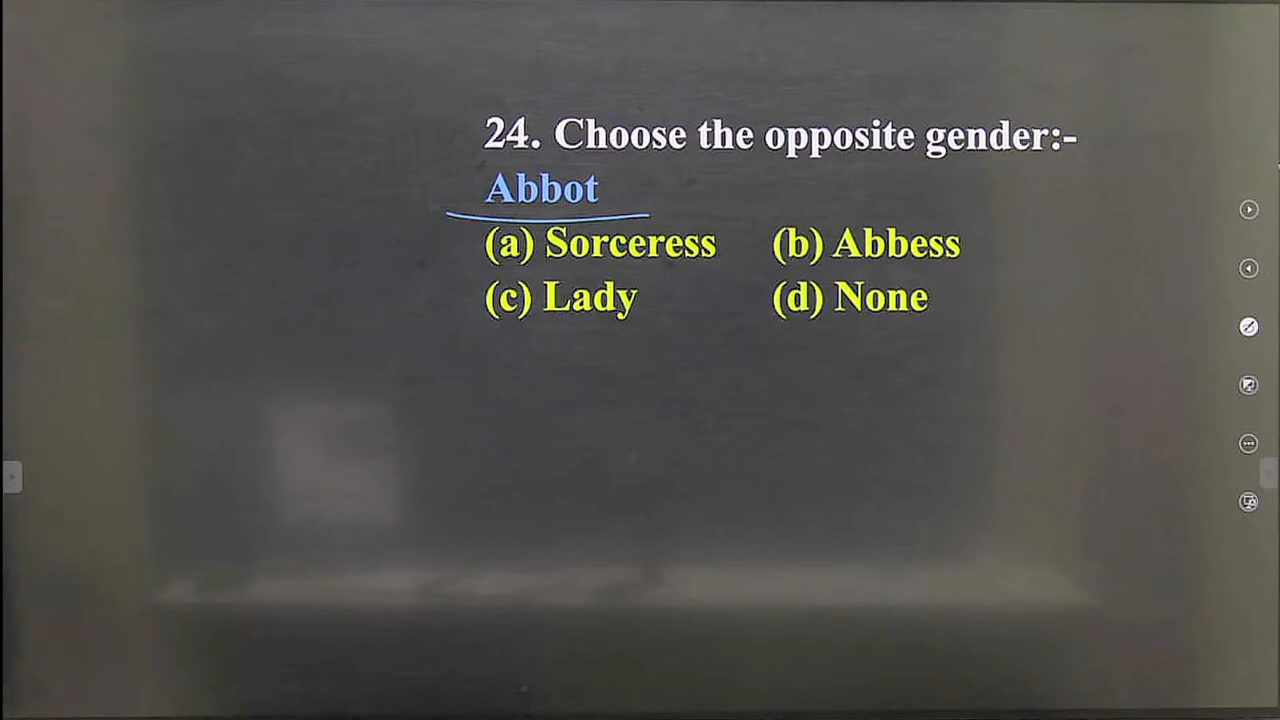 24. Choose the opposite gender:-
Abbot
(a) Sorceress (b) Abbess
(c) Lady (d) None